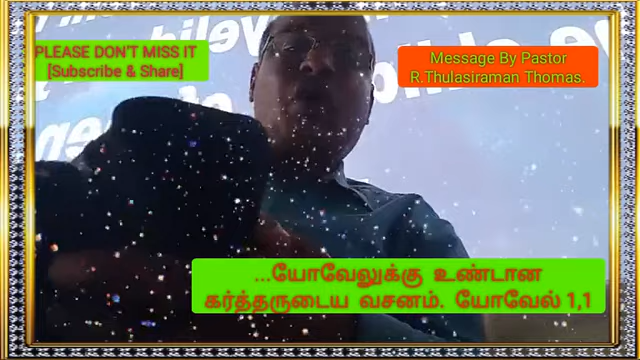 PLEASE DON'T MISS IT
[Subscribe & Share]
Message By Pastor
R.Thulasiraman Thomas.
...யோவேலுக்கு உண்டான
கர்த்தருடைய வசனம். யோவேல் 1,1